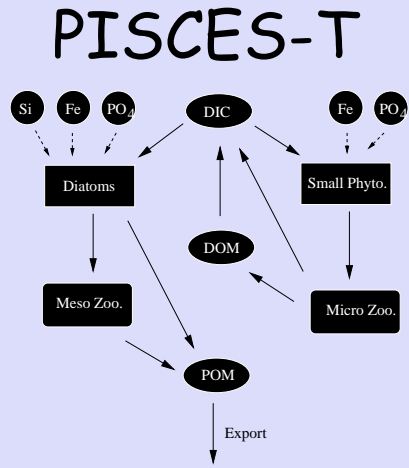 PISCES-T
Si Fe PO4 DIC Fe PO4
Diatoms Small Phyto.
DOM
Meso Zoo. Micro Zoo.
POM
Export